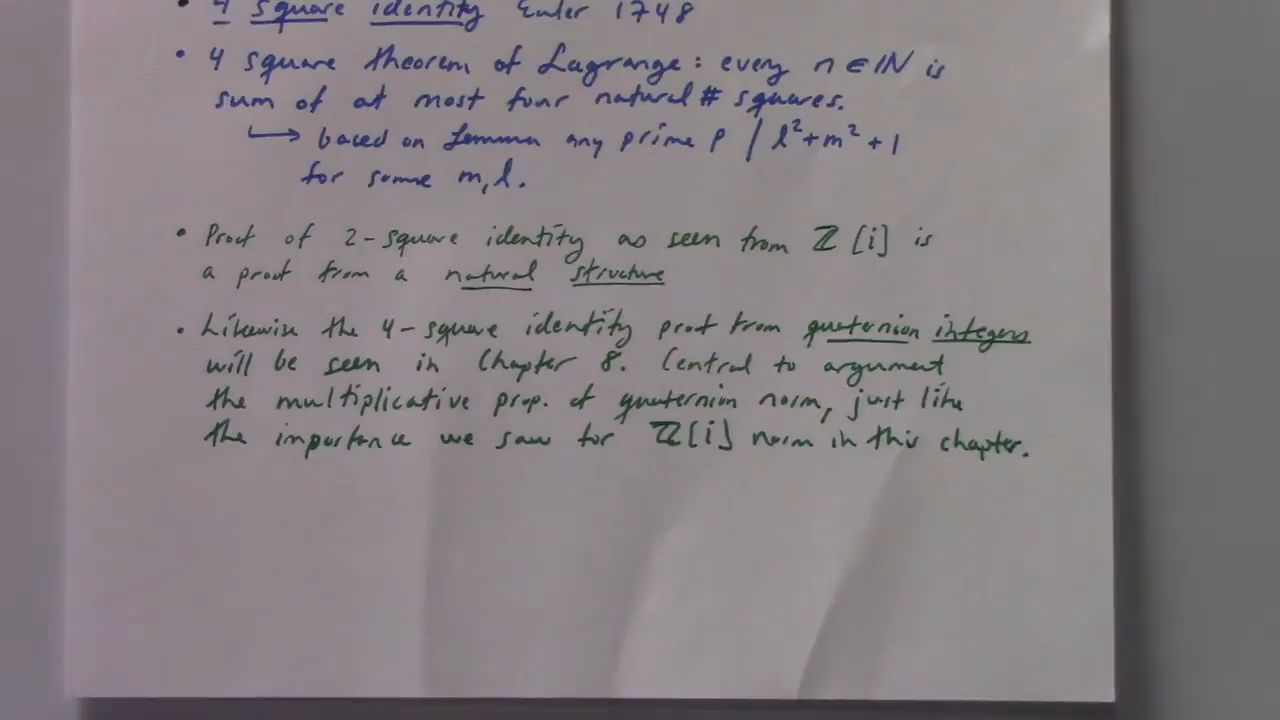 • 4 square identity Euler 1748
• 4 square theorem of Lagrange : every n ∈ ℕ is
sum of at most four natural # squares.
↳ based on Lemma any prime p | l²+m²+1
for some m, l.
• Proof of 2-square identity as seen from ℤ[i] is
a proof from a natural structure
• Likewise the 4-square identity proof from quaternion integers
will be seen in Chapter 8. Central to argument
the multiplicative prop. of quaternion norm, just like
the importance we saw for ℤ[i] norm in this chapter.